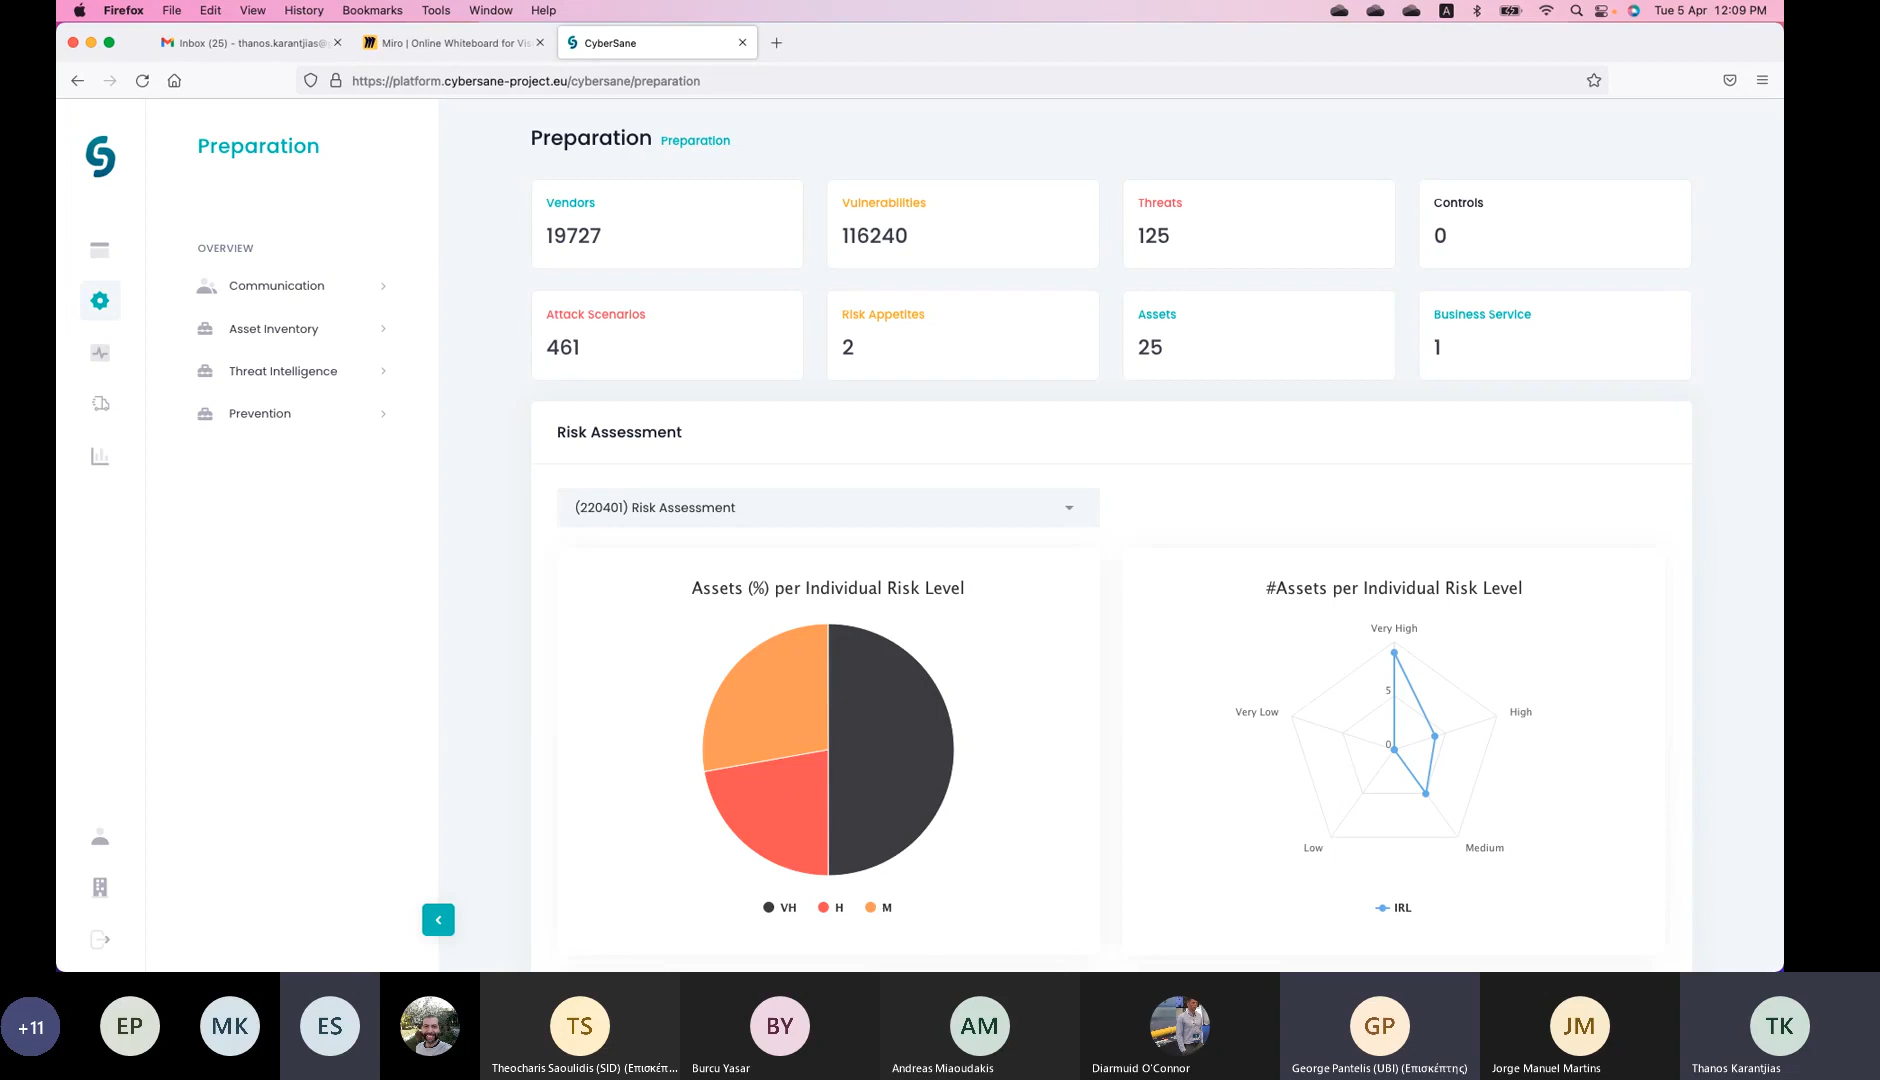 Firefox File Edit View History Bookmarks Tools Window Help
A Tue 5 Apr 12:09 PM
Inbox (25) - thanos.karantjias@
Miro | Online Whiteboard for Vis
CyberSane
https://platform.cybersane-project.eu/cybersane/preparation
Preparation
OVERVIEW
Communication
Asset Inventory
Threat Intelligence
Prevention
Preparation Preparation
Vendors
19727
Vulnerabilities
116240
Threats
125
Controls
0
Attack Scenarios
461
Risk Appetites
2
Assets
25
Business Service
1
Risk Assessment
(220401) Risk Assessment
Assets (%) per Individual Risk Level
VH H M
#Assets per Individual Risk Level
Very High
5
Very Low
High
0
Low
Medium
IRL
+11
EP
MK
ES
TS
Theocharis Saoulidis (SID) (Επισκέπ...
BY
Burcu Yasar
AM
Andreas Miaoudakis
Diarmuid O'Connor
GP
George Pantelis (UBI) (Επισκέπτης)
JM
Jorge Manuel Martins
TK
Thanos Karantjias